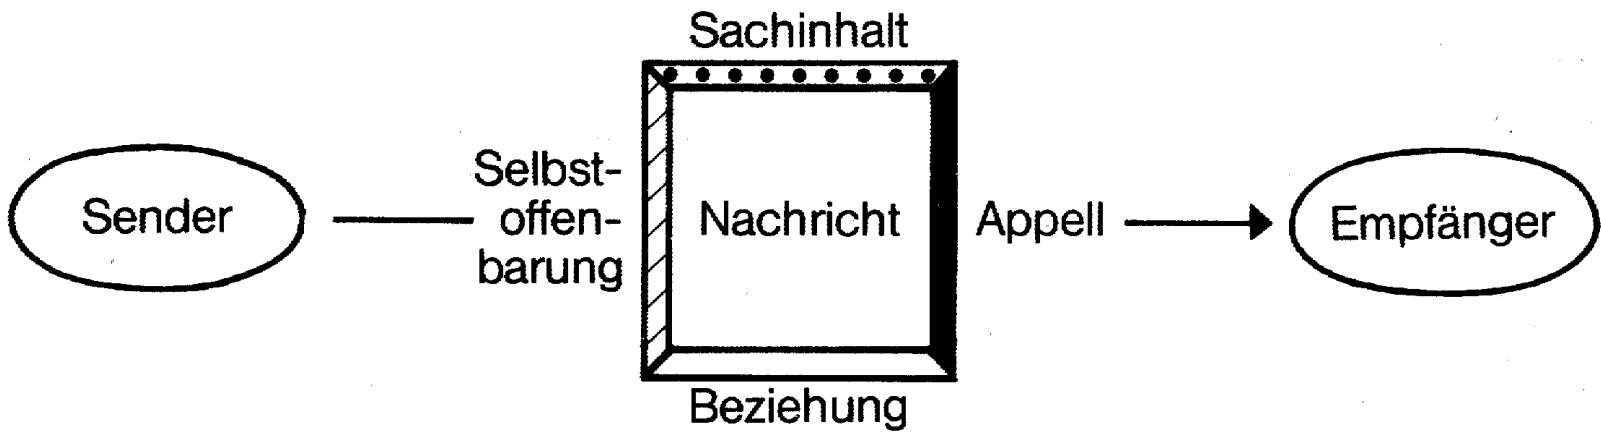 Sachinhalt
Sender
Selbst-
offen-
barung
Nachricht
Appell
Empfänger
Beziehung